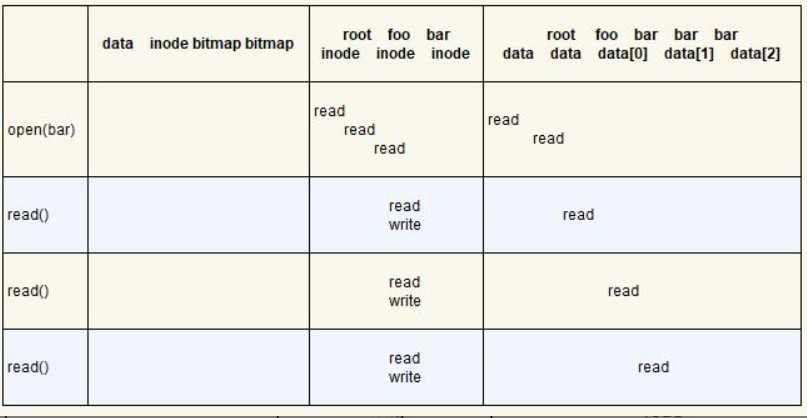 data inode bitmap bitmap
root foo bar
inode inode inode
root foo bar bar bar
data data data[0] data[1] data[2]
open(bar)
read
read
read
read
read
read()
read
write
read
read()
read
write
read
read()
read
write
read